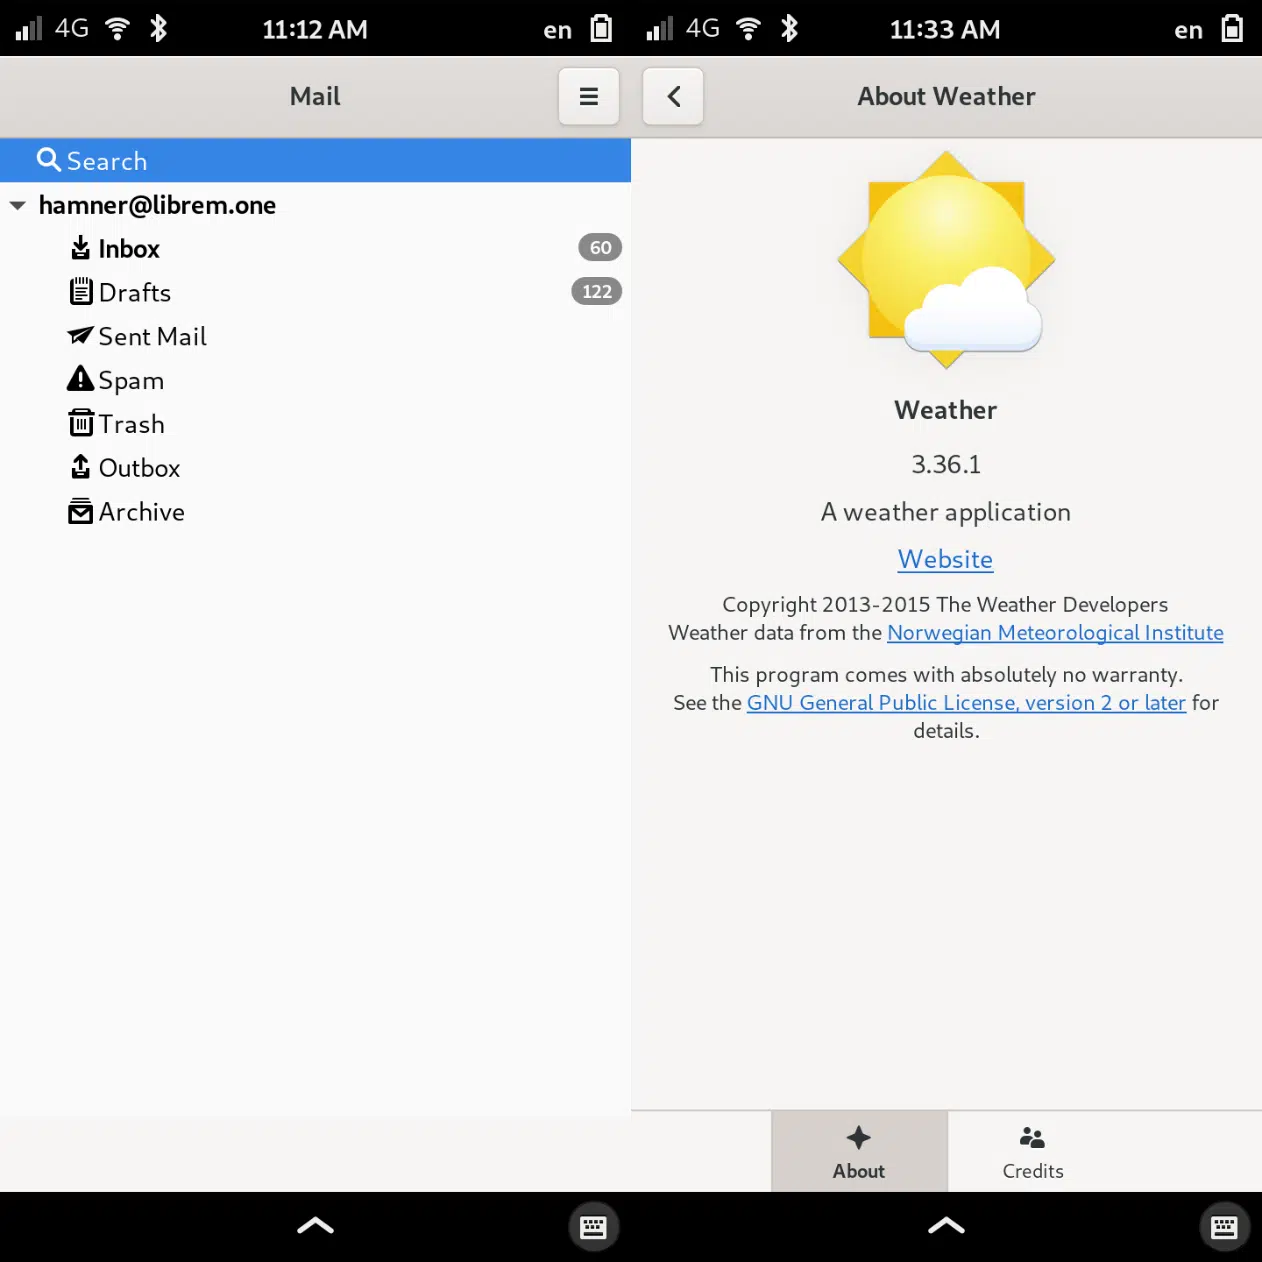 4G 11:12 AM en
Mail
Search
hamner@librem.one
Inbox 60
Drafts 122
Sent Mail
Spam
Trash
Outbox
Archive
4G 11:33 AM en
About Weather
Weather
3.36.1
A weather application
Website
Copyright 2013-2015 The Weather Developers
Weather data from the Norwegian Meteorological Institute
This program comes with absolutely no warranty.
See the GNU General Public License, version 2 or later for
details.
About Credits